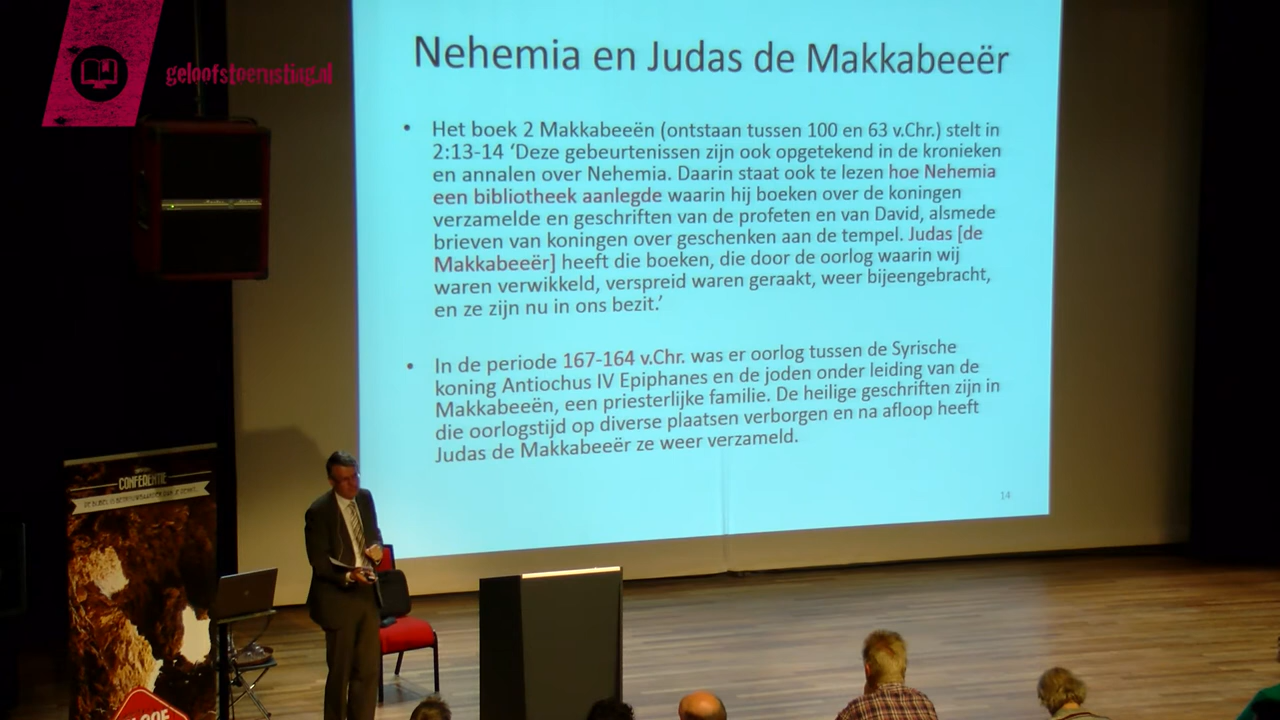 geloofstoerusting.nl
Nehemia en Judas de Makkabeeër
• Het boek 2 Makkabeeën (ontstaan tussen 100 en 63 v.Chr.) stelt in
2:13-14 ‘Deze gebeurtenissen zijn ook opgetekend in de kronieken
en annalen over Nehemia. Daarin staat ook te lezen hoe Nehemia
een bibliotheek aanlegde waarin hij boeken over de koningen
verzamelde en geschriften van de profeten en van David, alsmede
brieven van koningen over geschenken aan de tempel. Judas [de
Makkabeeër] heeft die boeken, die door de oorlog waarin wij
waren verwikkeld, verspreid waren geraakt, weer bijeengebracht,
en ze zijn nu in ons bezit.’
• In de periode 167-164 v.Chr. was er oorlog tussen de Syrische
koning Antiochus IV Epiphanes en de joden onder leiding van de
Makkabeeën, een priesterlijke familie. De heilige geschriften zijn in
die oorlogstijd op diverse plaatsen verborgen en na afloop heeft
Judas de Makkabeeër ze weer verzameld.
14
CONFERENTIE